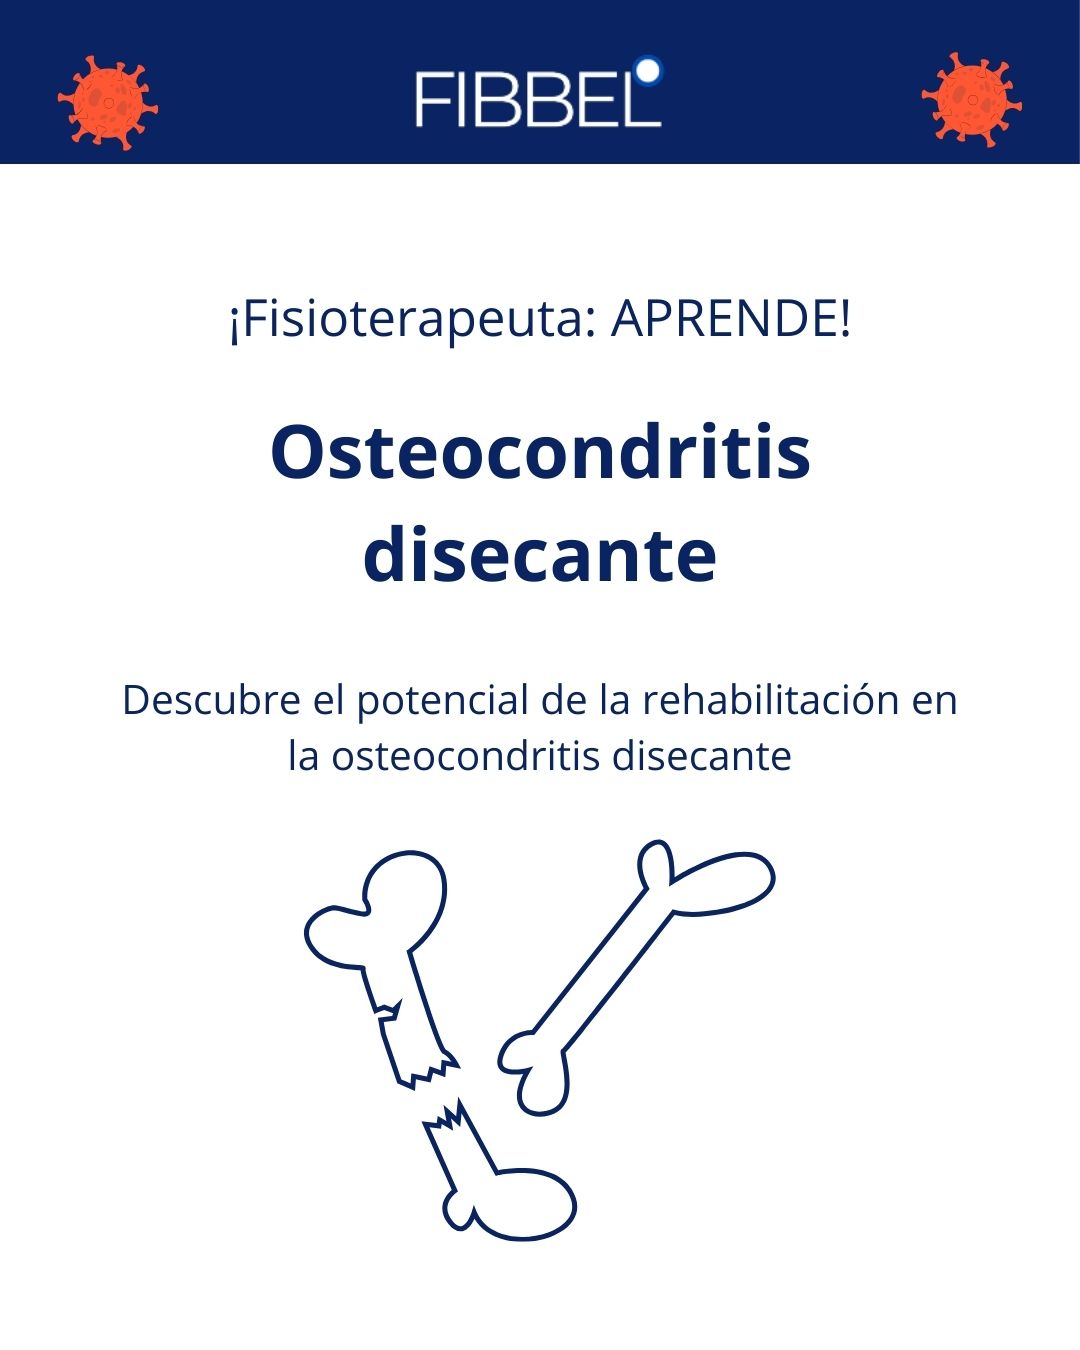 FIBBEL
¡Fisioterapeuta: APRENDE!
Osteocondritis
disecante
Descubre el potencial de la rehabilitación en
la osteocondritis disecante